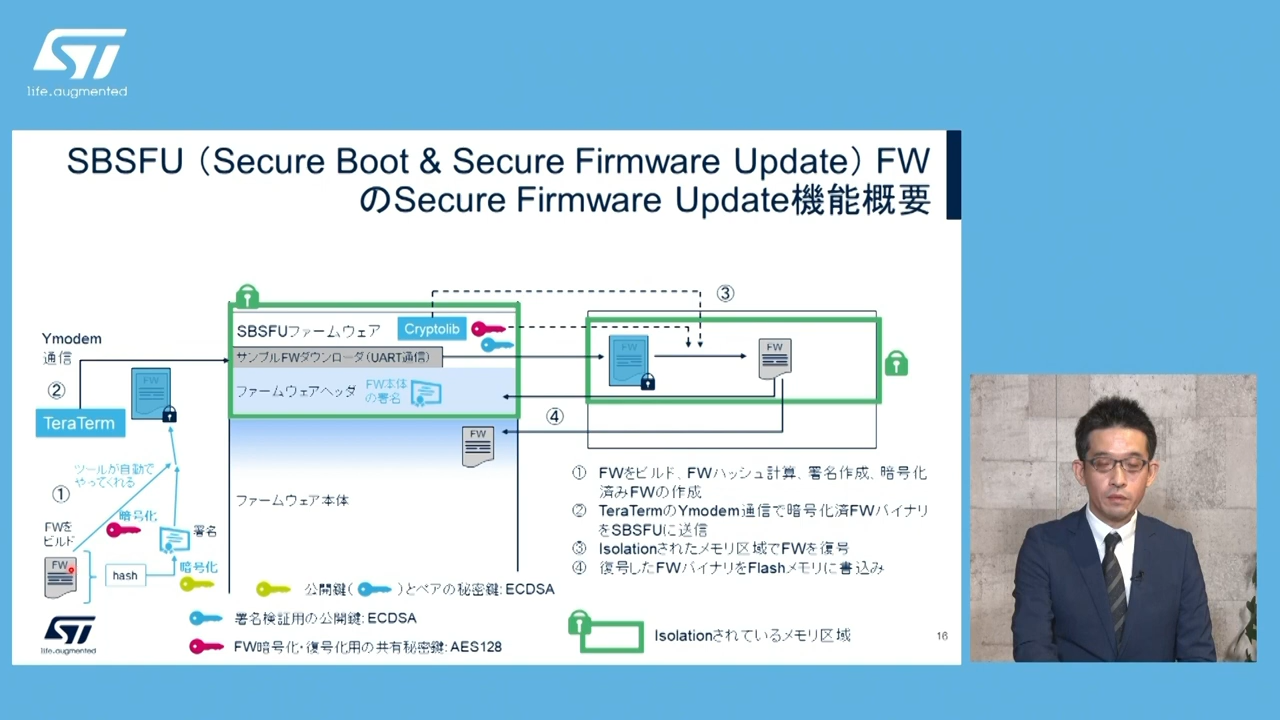 ST
life.augmented
SBSFU（Secure Boot & Secure Firmware Update）FW
のSecure Firmware Update機能概要
③
SBSFUファームウェア
Cryptolib
Ymodem
通信
サンプルFWダウンローダ（UART通信）
FW
FW
②
FW
ファームウェアヘッダ
FW本体
の署名
④
TeraTerm
FW
ツールが自動で
やってくれる
①
ファームウェア本体
暗号化
FWを
ビルド
署名
FW
hash
暗号化
① FWをビルド、FWハッシュ計算、署名作成、暗号化
済みFWの作成
② TeraTermのYmodem通信で暗号化済FWバイナリ
をSBSFUに送信
③ IsolationされたメモリE区域でFWを復号
④ 復号したFWバイナリをFlashメモリに書込み
公開鍵（ ）とペアの秘密鍵：ECDSA
署名検証用の公開鍵：ECDSA
FW暗号化・復号化用の共有秘密鍵：AES128
Isolationされているメモリ区域
16
ST
life.augmented